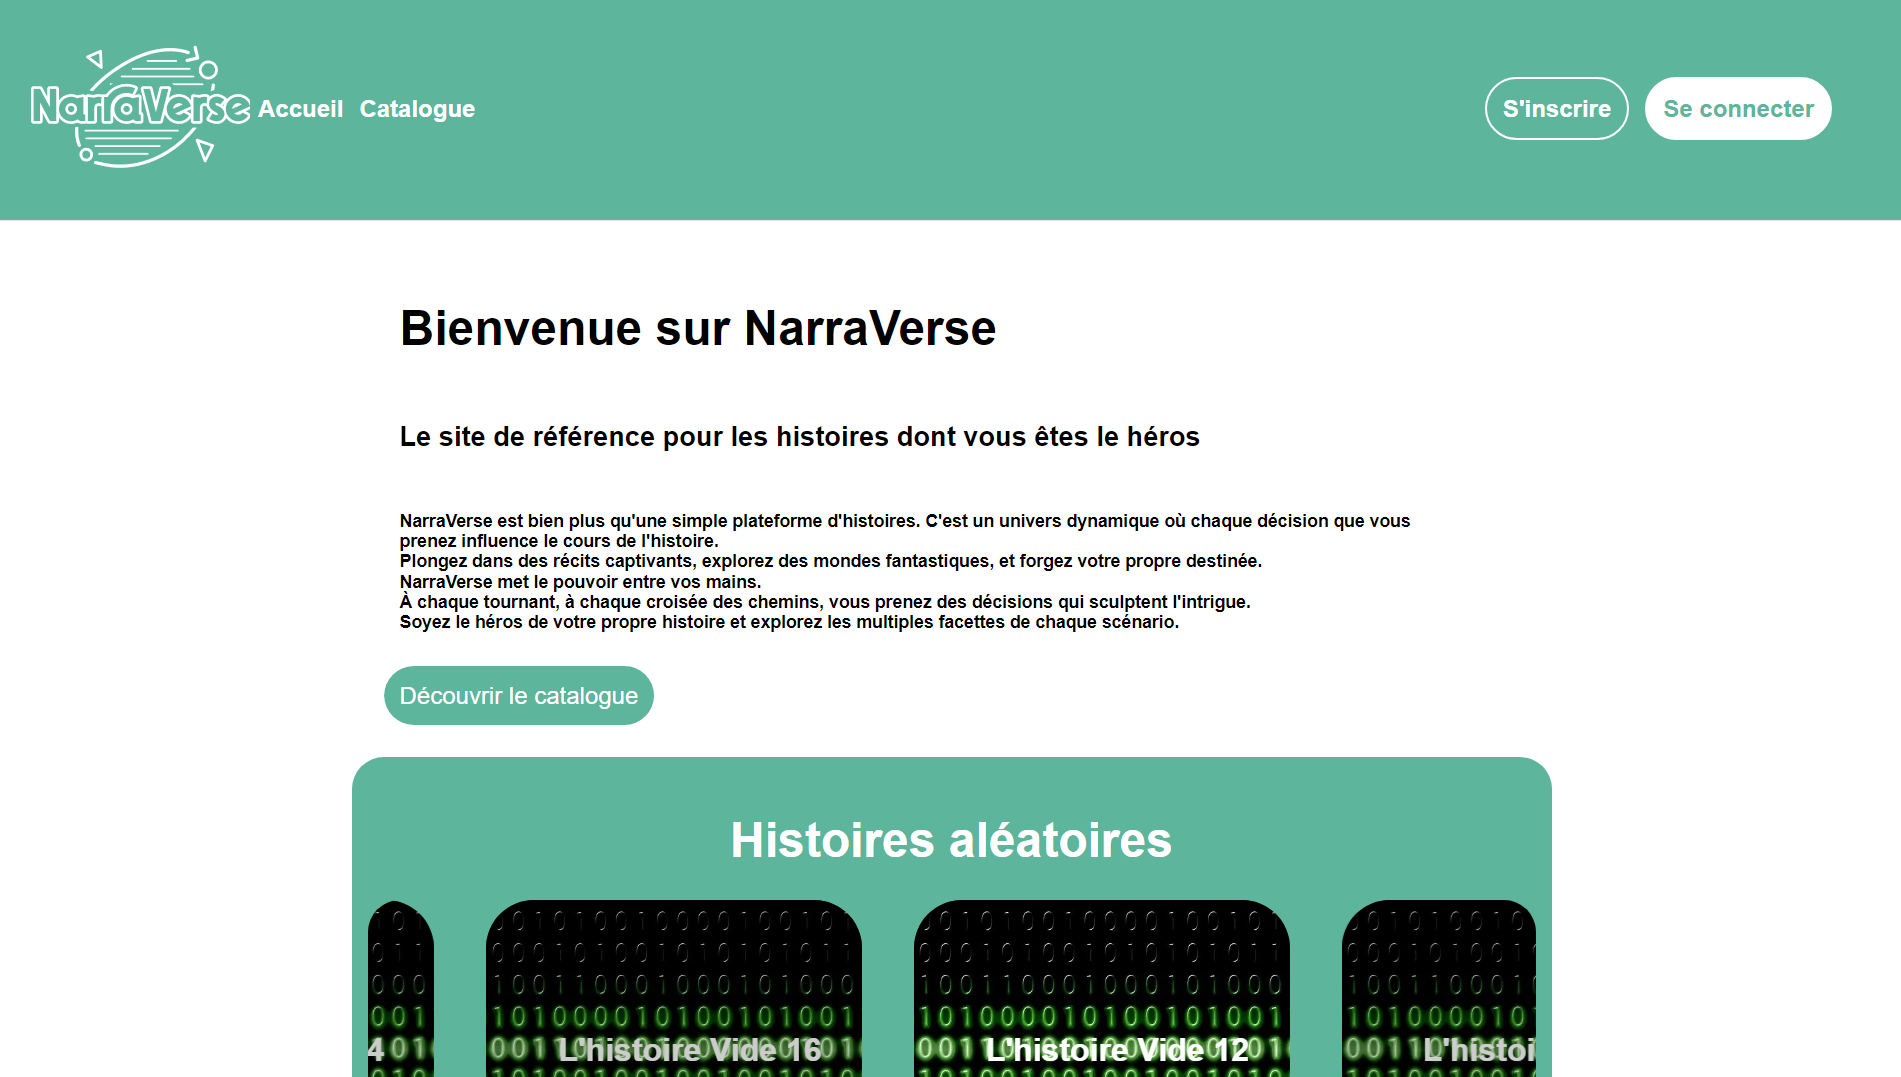 NarraVerse
Accueil
Catalogue
S'inscrire
Se connecter
Bienvenue sur NarraVerse
Le site de référence pour les histoires dont vous êtes le héros
NarraVerse est bien plus qu'une simple plateforme d'histoires. C'est un univers dynamique où chaque décision que vous
prenez influence le cours de l'histoire.
Plongez dans des récits captivants, explorez des mondes fantastiques, et forgez votre propre destinée.
NarraVerse met le pouvoir entre vos mains.
À chaque tournant, à chaque croisée des chemins, vous prenez des décisions qui sculptent l'intrigue.
Soyez le héros de votre propre histoire et explorez les multiples facettes de chaque scénario.
Découvrir le catalogue
Histoires aléatoires
4
L'histoire Vide 16
L'histoire Vide 12
L'histoi